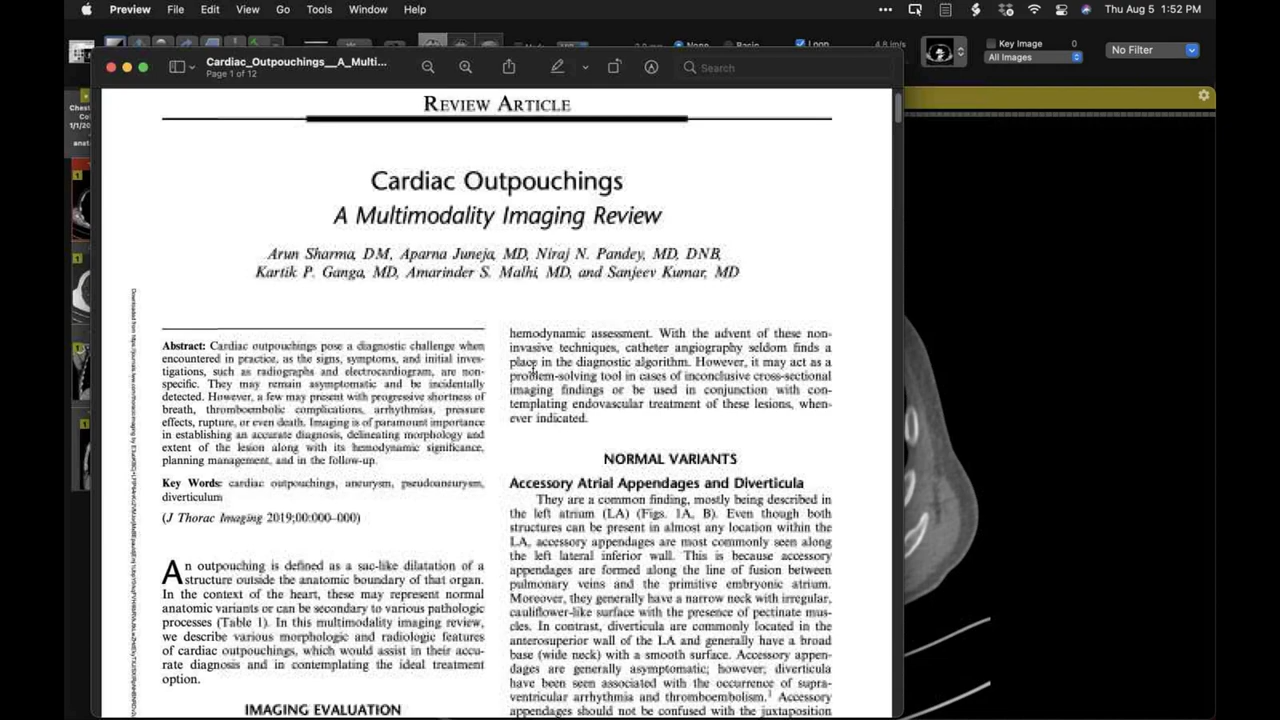 Preview File Edit View Go Tools Window Help
Thu Aug 5 1:52 PM
Loop
Key Image 0
All Images
No Filter
Cardiac_Outpouchings__A_Multi...
Page 1 of 12
Search
REVIEW ARTICLE
Cardiac Outpouchings
A Multimodality Imaging Review
Arun Sharma, DM, Aparna Juneja, MD, Niraj N. Pandey, MD, DNB,
Kartik P. Ganga, MD, Amarinder S. Malhi, MD, and Sanjeev Kumar, MD
Abstract: Cardiac outpouchings pose a diagnostic challenge when
encountered in practice, as the signs, symptoms, and initial inves-
tigations, such as radiographs and electrocardiogram, are non-
specific. They may remain asymptomatic and be incidentally
detected. However, a few may present with progressive shortness of
breath, thromboembolic complications, arrhythmias, pressure
effects, rupture, or even death. Imaging is of paramount importance
in establishing an accurate diagnosis, delineating morphology and
extent of the lesion along with its hemodynamic significance,
planning management, and in the follow-up.
Key Words: cardiac outpouchings, aneurysm, pseudoaneurysm,
diverticulum
(J Thorac Imaging 2019;00:000–000)
An outpouching is defined as a sac-like dilatation of a
structure outside the anatomic boundary of that organ.
In the context of the heart, these may represent normal
anatomic variants or can be secondary to various pathologic
processes (Table 1). In this multimodality imaging review,
we describe various morphologic and radiologic features
of cardiac outpouchings, which would assist in their accu-
rate diagnosis and in contemplating the ideal treatment
option.
IMAGING EVALUATION
hemodynamic assessment. With the advent of these non-
invasive techniques, catheter angiography seldom finds a
place in the diagnostic algorithm. However, it may act as a
problem-solving tool in cases of inconclusive cross-sectional
imaging findings or be used in conjunction with con-
templating endovascular treatment of these lesions, when-
ever indicated.
NORMAL VARIANTS
Accessory Atrial Appendages and Diverticula
They are a common finding, mostly being described in
the left atrium (LA) (Figs. 1A, B). Even though both
structures can be present in almost any location within the
LA, accessory appendages are most commonly seen along
the left lateral inferior wall. This is because accessory
appendages are formed along the line of fusion between
pulmonary veins and the primitive embryonic atrium.
Moreover, they generally have a narrow neck with irregular,
cauliflower-like surface with the presence of pectinate mus-
cles. In contrast, diverticula are commonly located in the
anterosuperior wall of the LA and generally have a broad
base (wide neck) with a smooth surface. Accessory appen-
dages are generally asymptomatic; however, diverticula
have been seen associated with the occurrence of supra-
ventricular arrhythmia and thromboembolism.1 Accessory
appendages should not be confused with the juxtaposition